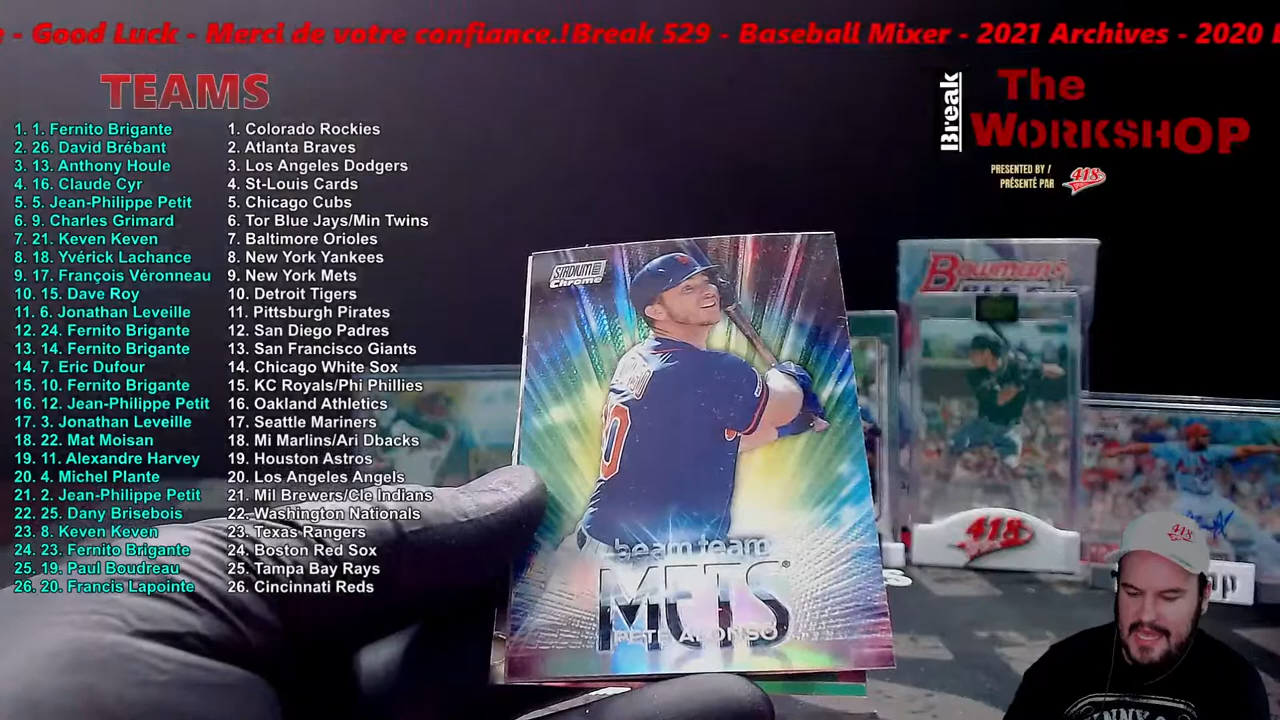 - Good Luck - Merci de votre confiance.!Break 529 - Baseball Mixer - 2021 Archives - 2020
TEAMS
1. 1. Fernito Brigante
2. 26. David Brébant
3. 13. Anthony Houle
4. 16. Claude Cyr
5. 5. Jean-Philippe Petit
6. 9. Charles Grimard
7. 21. Keven Keven
8. 18. Yvérick Lachance
9. 17. François Véronneau
10. 15. Dave Roy
11. 6. Jonathan Leveille
12. 24. Fernito Brigante
13. 14. Fernito Brigante
14. 7. Eric Dufour
15. 10. Fernito Brigante
16. 12. Jean-Philippe Petit
17. 3. Jonathan Leveille
18. 22. Mat Moisan
19. 11. Alexandre Harvey
20. 4. Michel Plante
21. 2. Jean-Philippe Petit
22. 25. Dany Brisebois
23. 8. Keven Keven
24. 23. Fernito Brigante
25. 19. Paul Boudreau
26. 20. Francis Lapointe
1. Colorado Rockies
2. Atlanta Braves
3. Los Angeles Dodgers
4. St-Louis Cards
5. Chicago Cubs
6. Tor Blue Jays/Min Twins
7. Baltimore Orioles
8. New York Yankees
9. New York Mets
10. Detroit Tigers
11. Pittsburgh Pirates
12. San Diego Padres
13. San Francisco Giants
14. Chicago White Sox
15. KC Royals/Phi Phillies
16. Oakland Athletics
17. Seattle Mariners
18. Mi Marlins/Ari Dbacks
19. Houston Astros
20. Los Angeles Angels
21. Mil Brewers/Cle Indians
22. Washington Nationals
23. Texas Rangers
24. Boston Red Sox
25. Tampa Bay Rays
26. Cincinnati Reds
Break
The
WORKSHOP
PRESENTED BY /
PRÉSENTÉ PAR
418
STADIUM
Chrome
beam team
METS
PETE ALONSO
Bowman's
418
418